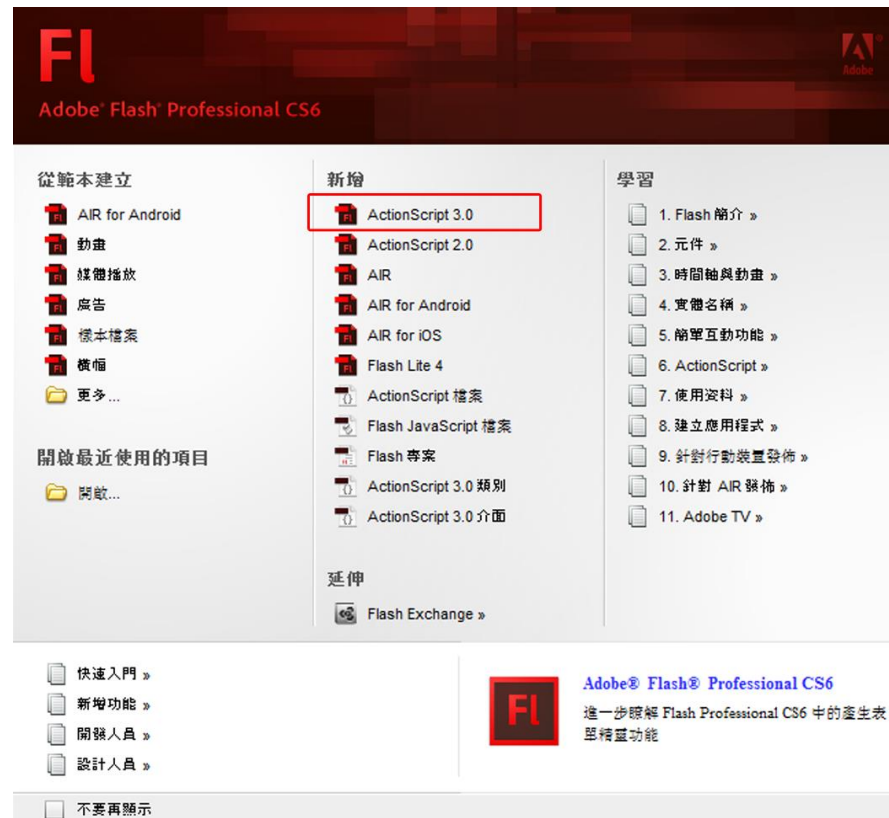 Fl
Adobe
Adobe® Flash® Professional CS6
從範本建立
AIR for Android
動畫
媒體播放
廣告
樣本檔案
橫幅
更多...
開啟最近使用的項目
開啟...
新增
ActionScript 3.0
ActionScript 2.0
AIR
AIR for Android
AIR for iOS
Flash Lite 4
ActionScript 檔案
Flash JavaScript 檔案
Flash 專案
ActionScript 3.0 類別
ActionScript 3.0 介面
延伸
Flash Exchange »
學習
1. Flash 簡介 »
2. 元件 »
3. 時間軸與動畫 »
4. 實體名稱 »
5. 簡單互動功能 »
6. ActionScript »
7. 使用資料 »
8. 建立應用程式 »
9. 針對行動裝置發佈 »
10. 針對 AIR 發佈 »
11. Adobe TV »
快速入門 »
新增功能 »
開發人員 »
設計人員 »
Fl
Adobe® Flash® Professional CS6
進一步瞭解 Flash Professional CS6 中的產生表
單精靈功能
不要再顯示